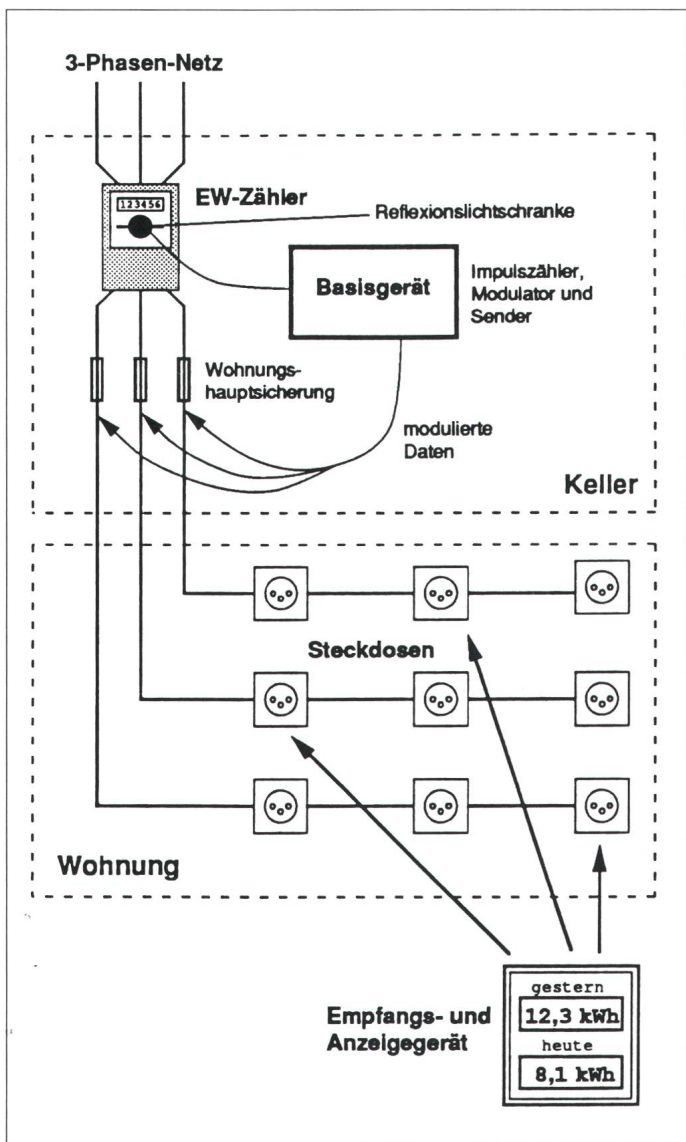 3-Phasen-Netz
123456
EW-Zähler
Reflexionslichtschranke
Basisgerät
Impulszähler,
Modulator und
Sender
Wohnungs-
hauptsicherung
modulierte
Daten
Keller
Steckdosen
Wohnung
Empfangs- und
Anzeigegerät
gestern
12,3 kWh
heute
8,1 kWh